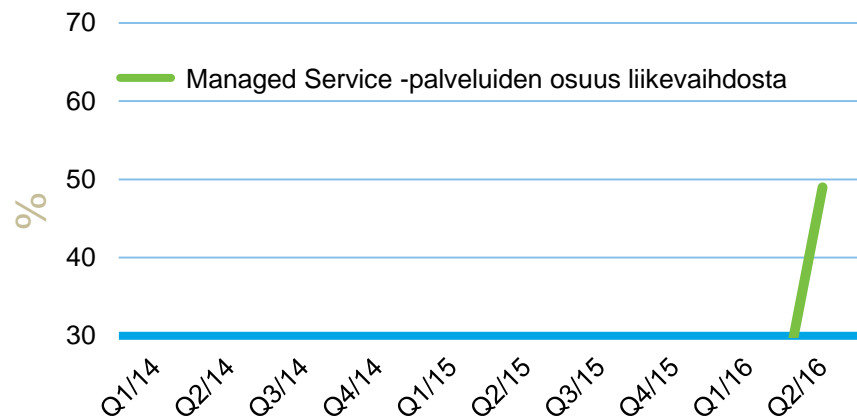 70
Managed Service -palveluiden osuus liikevaihdosta
60
50
%
40
30
Q1/14
Q2/14
Q3/14
Q4/14
Q1/15
Q2/15
Q3/15
Q4/15
Q1/16
Q2/16